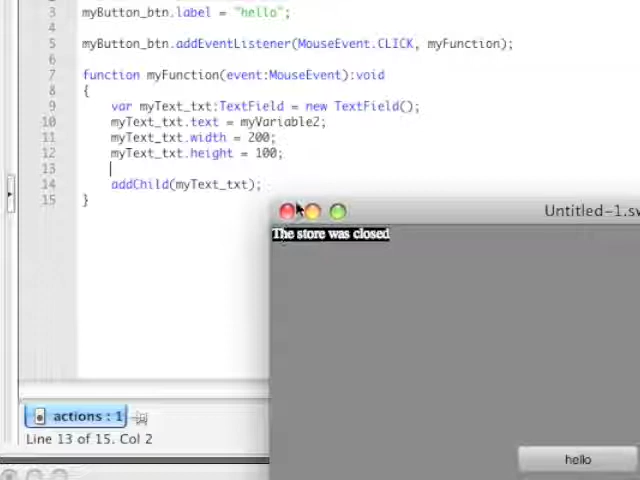 3 myButton_btn.label = "hello";
4
5 myButton_btn.addEventListener(MouseEvent.CLICK, myFunction);
6
7 function myFunction(event:MouseEvent):void
8 {
9 var myText_txt:TextField = new TextField();
10 myText_txt.text = myVariable2;
11 myText_txt.width = 200;
12 myText_txt.height = 100;
13
14 addChild(myText_txt);
15 }
Untitled-1.sw
The store was closed
actions : 1
Line 13 of 15, Col 2
hello